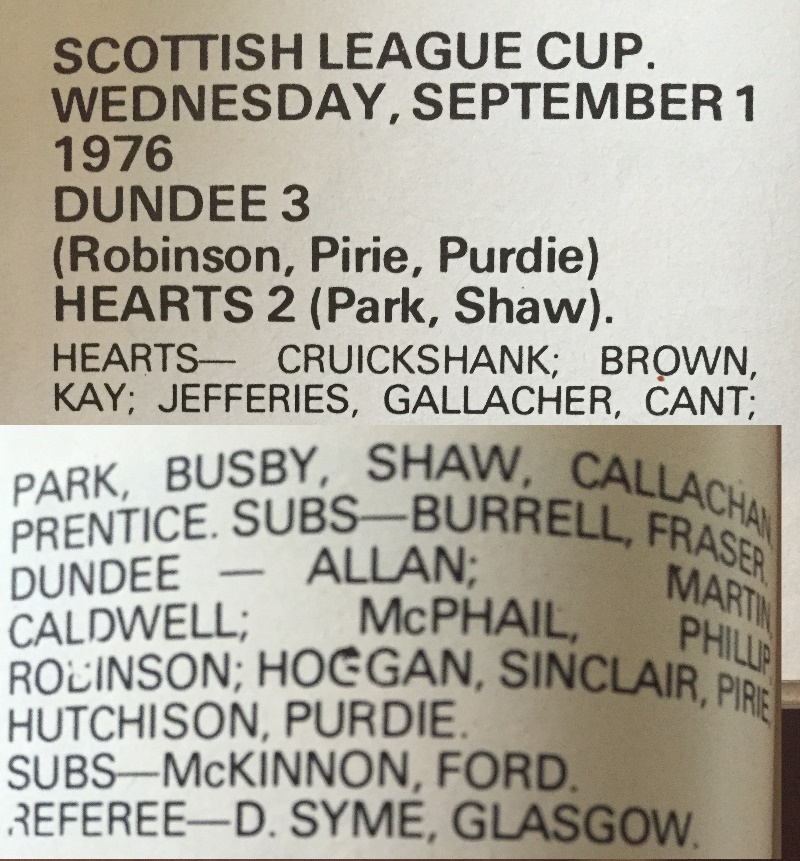 SCOTTISH LEAGUE CUP.
WEDNESDAY, SEPTEMBER 1
1976
DUNDEE 3
(Robinson, Pirie, Purdie)
HEARTS 2 (Park, Shaw).
HEARTS— CRUICKSHANK; BROWN,
KAY; JEFFERIES, GALLACHER, CANT;
PARK, BUSBY, SHAW, CALLACHAN,
PRENTICE. SUBS—BURRELL, FRASER.
DUNDEE — ALLAN; MARTIN,
CALDWELL; McPHAIL, PHILLIP,
ROBINSON; HOGGAN, SINCLAIR, PIRIE,
HUTCHISON, PURDIE.
SUBS—McKINNON, FORD.
REFEREE—D. SYME, GLASGOW.